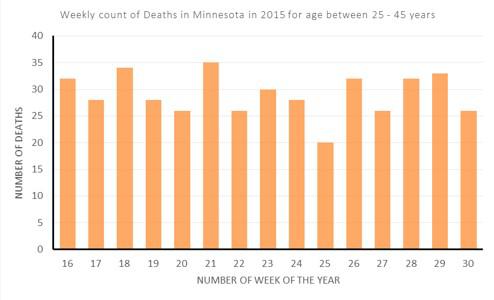 Weekly count of Deaths in Minnesota in 2015 for age between 25 - 45 years
40
35
30
25
20
15
10
5
0
NUMBER OF DEATHS
16 17 18 19 20 21 22 23 24 25 26 27 28 29 30
NUMBER OF WEEK OF THE YEAR